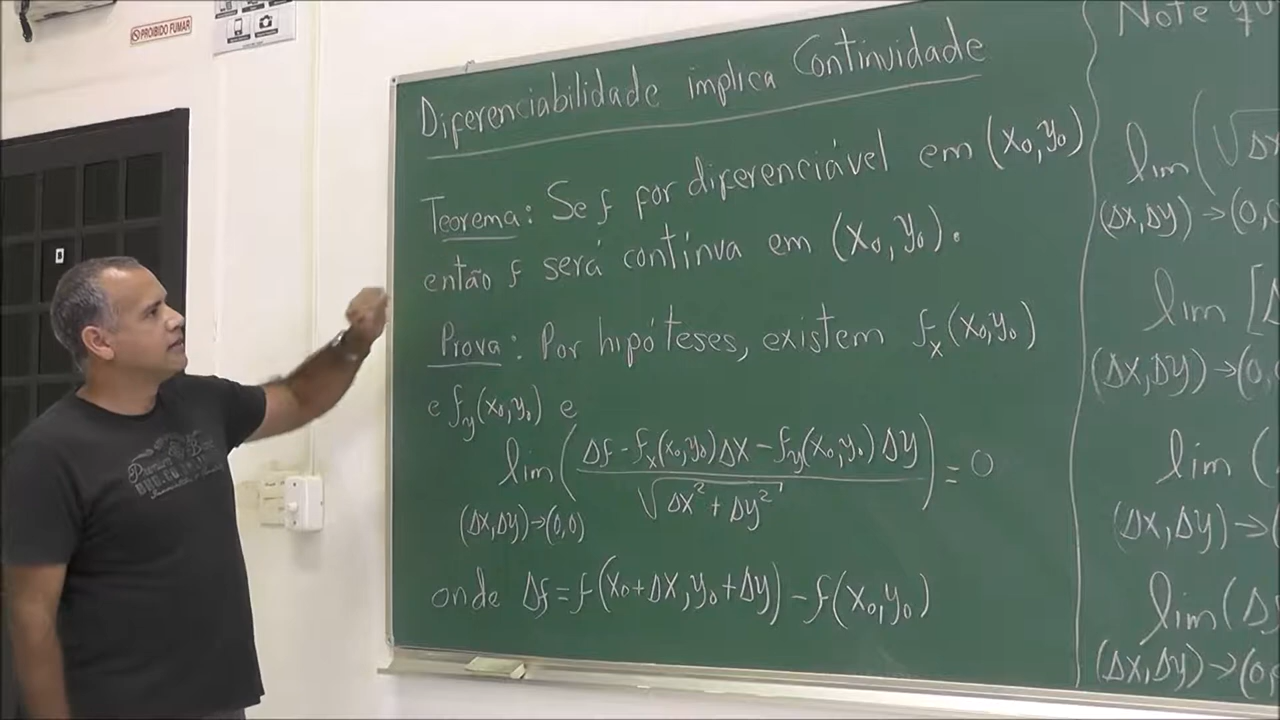 PROIBIDO FUMAR
Diferenciabilidade implica Continuidade
Teorema: Se f for diferenciável em (x₀,y₀)
então f será contínua em (x₀,y₀).
Prova: Por hipóteses, existem fₓ(x₀,y₀)
e f_y(x₀,y₀) e
lim ( (Δf - fₓ(x₀,y₀)Δx - f_y(x₀,y₀)Δy) / √(Δx² + Δy²) ) = 0
(Δx,Δy)→(0,0)
onde Δf = f(x₀+Δx, y₀+Δy) - f(x₀,y₀)
Note
lim(√Δx
(Δx,Δy)→(0,0
lim [Δ
(Δx,Δy)→(0,
lim (
(Δx,Δy)→(
lim(Δ
(Δx,Δy)→(0,